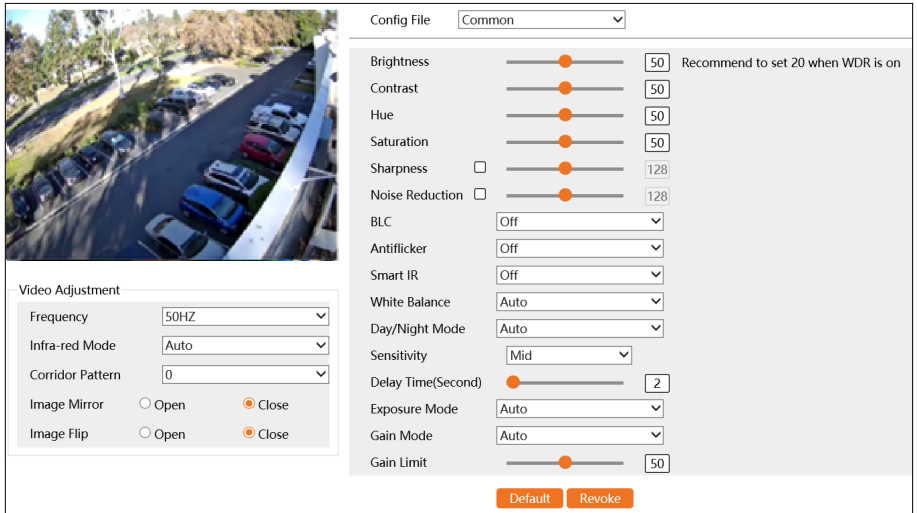 Config File Common
Brightness 50 Recommend to set 20 when WDR is on
Contrast 50
Hue 50
Saturation 50
Sharpness 128
Noise Reduction 128
BLC Off
Antiflicker Off
Smart IR Off
White Balance Auto
Day/Night Mode Auto
Sensitivity Mid
Delay Time(Second) 2
Exposure Mode Auto
Gain Mode Auto
Gain Limit 50
Default Revoke
Video Adjustment
Frequency 50HZ
Infra-red Mode Auto
Corridor Pattern 0
Image Mirror Open Close
Image Flip Open Close